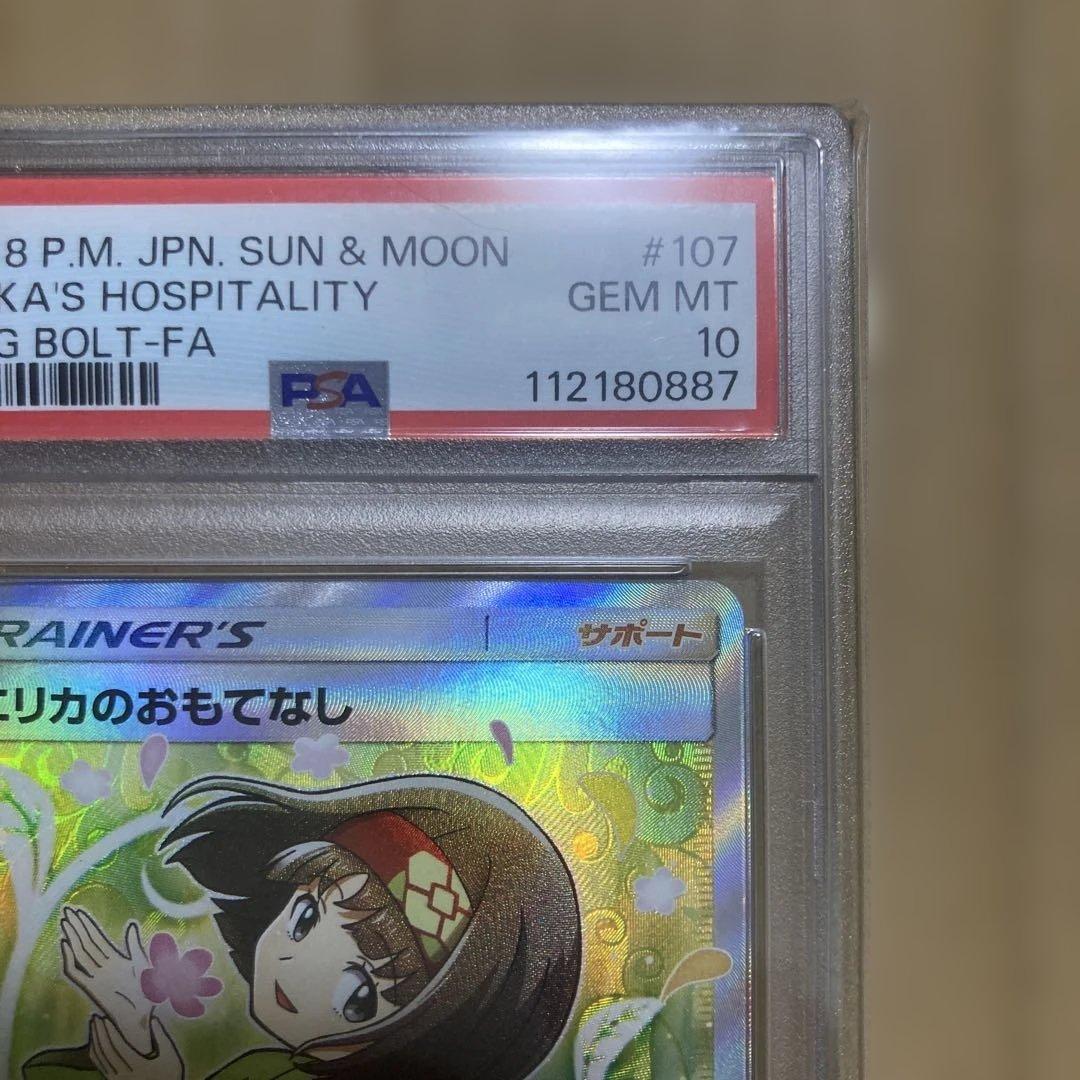 8 P.M. JPN. SUN & MOON #107
KA'S HOSPITALITY GEM MT
G BOLT-FA 10
PSA 112180887
RAINER'S サポート
エリカのおもてなし